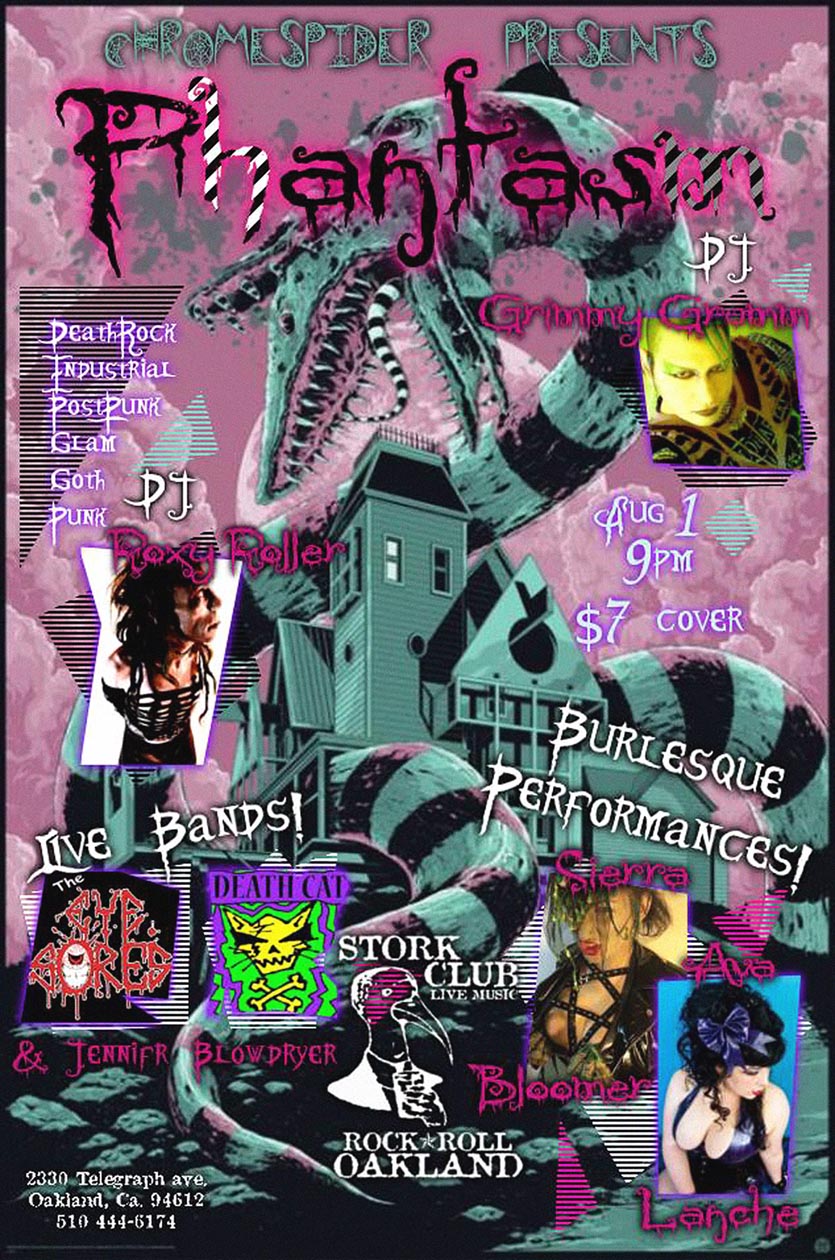 CHROMESPIDER PRESENTS
Phantasm
DJ
Grimmy Gramm
DeathRock
Industrial
PostPunk
Glam
Goth
Punk
DJ
Roxy Roller
Aug 1
9pm
$7 cover
Burlesque
Performances!
Live Bands!
The
EYE
SORES
DEATH CAT
& Jennifr Blowdryer
STORK
CLUB
LIVE MUSIC
ROCK & ROLL
OAKLAND
Sierra
Bloomer
Ava
Lanche
2330 Telegraph ave.
Oakland, Ca. 94612
510 444-6174